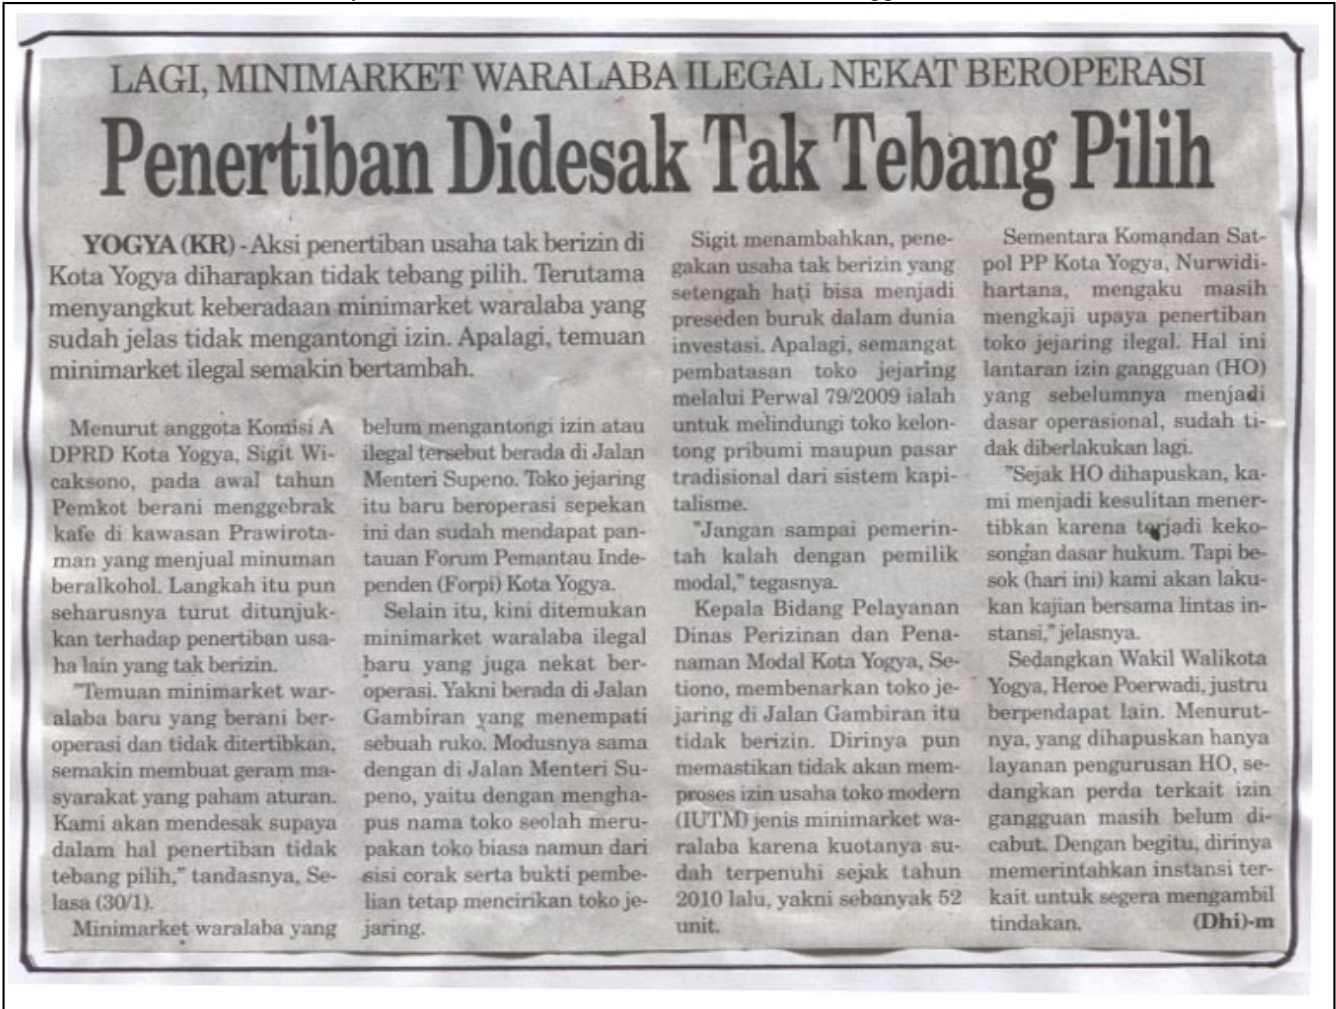 LAGI, MINIMARKET WARALABA ILEGAL NEKAT BEROPERASI
Penertiban Didesak Tak Tebang Pilih
YOGYA (KR) - Aksi penertiban usaha tak berizin di
Kota Yogya diharapkan tidak tebang pilih. Terutama
menyangkut keberadaan minimarket waralaba yang
sudah jelas tidak mengantongi izin. Apalagi, temuan
minimarket ilegal semakin bertambah.
Menurut anggota Komisi A
DPRD Kota Yogya, Sigit Wi-
caksono, pada awal tahun
Pemkot berani menggebrak
kafe di kawasan Prawirota-
man yang menjual minuman
beralkohol. Langkah itu pun
seharusnya turut ditunjuk-
kan terhadap penertiban usa-
ha lain yang tak berizin.
"Temuan minimarket war-
alaba baru yang berani ber-
operasi dan tidak ditertibkan,
semakin membuat geram ma-
syarakat yang paham aturan.
Kami akan mendesak supaya
dalam hal penertiban tidak
tebang pilih," tandasnya, Se-
lasa (30/1).
Minimarket waralaba yang
belum mengantongi izin atau
ilegal tersebut berada di Jalan
Menteri Supeno. Toko jejaring
itu baru beroperasi sepekan
ini dan sudah mendapat pan-
tauan Forum Pemantau Inde-
penden (Forpi) Kota Yogya.
Selain itu, kini ditemukan
minimarket waralaba ilegal
baru yang juga nekat ber-
operasi. Yakni berada di Jalan
Gambiran yang menempati
sebuah ruko. Modusnya sama
dengan di Jalan Menteri Su-
peno, yaitu dengan mengha-
pus nama toko seolah meru-
pakan toko biasa namun dari
sisi corak serta bukti pembe-
lian tetap mencirikan toko je-
jaring.
Sigit menambahkan, pene-
gakan usaha tak berizin yang
setengah hati bisa menjadi
preseden buruk dalam dunia
investasi. Apalagi, semangat
pembatasan toko jejaring
melalui Perwal 79/2009 ialah
untuk melindungi toko kelon-
tong pribumi maupun pasar
tradisional dari sistem kapi-
talisme.
"Jangan sampai pemerin-
tah kalah dengan pemilik
modal," tegasnya.
Kepala Bidang Pelayanan
Dinas Perizinan dan Pena-
naman Modal Kota Yogya, Se-
tiono, membenarkan toko je-
jaring di Jalan Gambiran itu
tidak berizin. Dirinya pun
memastikan tidak akan mem-
proses izin usaha toko modern
(IUTM) jenis minimarket wa-
ralaba karena kuotanya su-
dah terpenuhi sejak tahun
2010 lalu, yakni sebanyak 52
unit.
Sementara Komandan Sat-
pol PP Kota Yogya, Nurwidi-
hartana, mengaku masih
mengkaji upaya penertiban
toko jejaring ilegal. Hal ini
lantaran izin gangguan (HO)
yang sebelumnya menjadi
dasar operasional, sudah ti-
dak diberlakukan lagi.
"Sejak HO dihapuskan, ka-
mi menjadi kesulitan mener-
tibkan karena terjadi keko-
songan dasar hukum. Tapi be-
sok (hari ini) kami akan laku-
kan kajian bersama lintas in-
stansi," jelasnya.
Sedangkan Wakil Walikota
Yogya, Heroe Poerwadi, justru
berpendapat lain. Menurut-
nya, yang dihapuskan hanya
layanan pengurusan HO, se-
dangkan perda terkait izin
gangguan masih belum di-
cabut. Dengan begitu, dirinya
memerintahkan instansi ter-
kait untuk segera mengambil
tindakan. (Dhi)-m